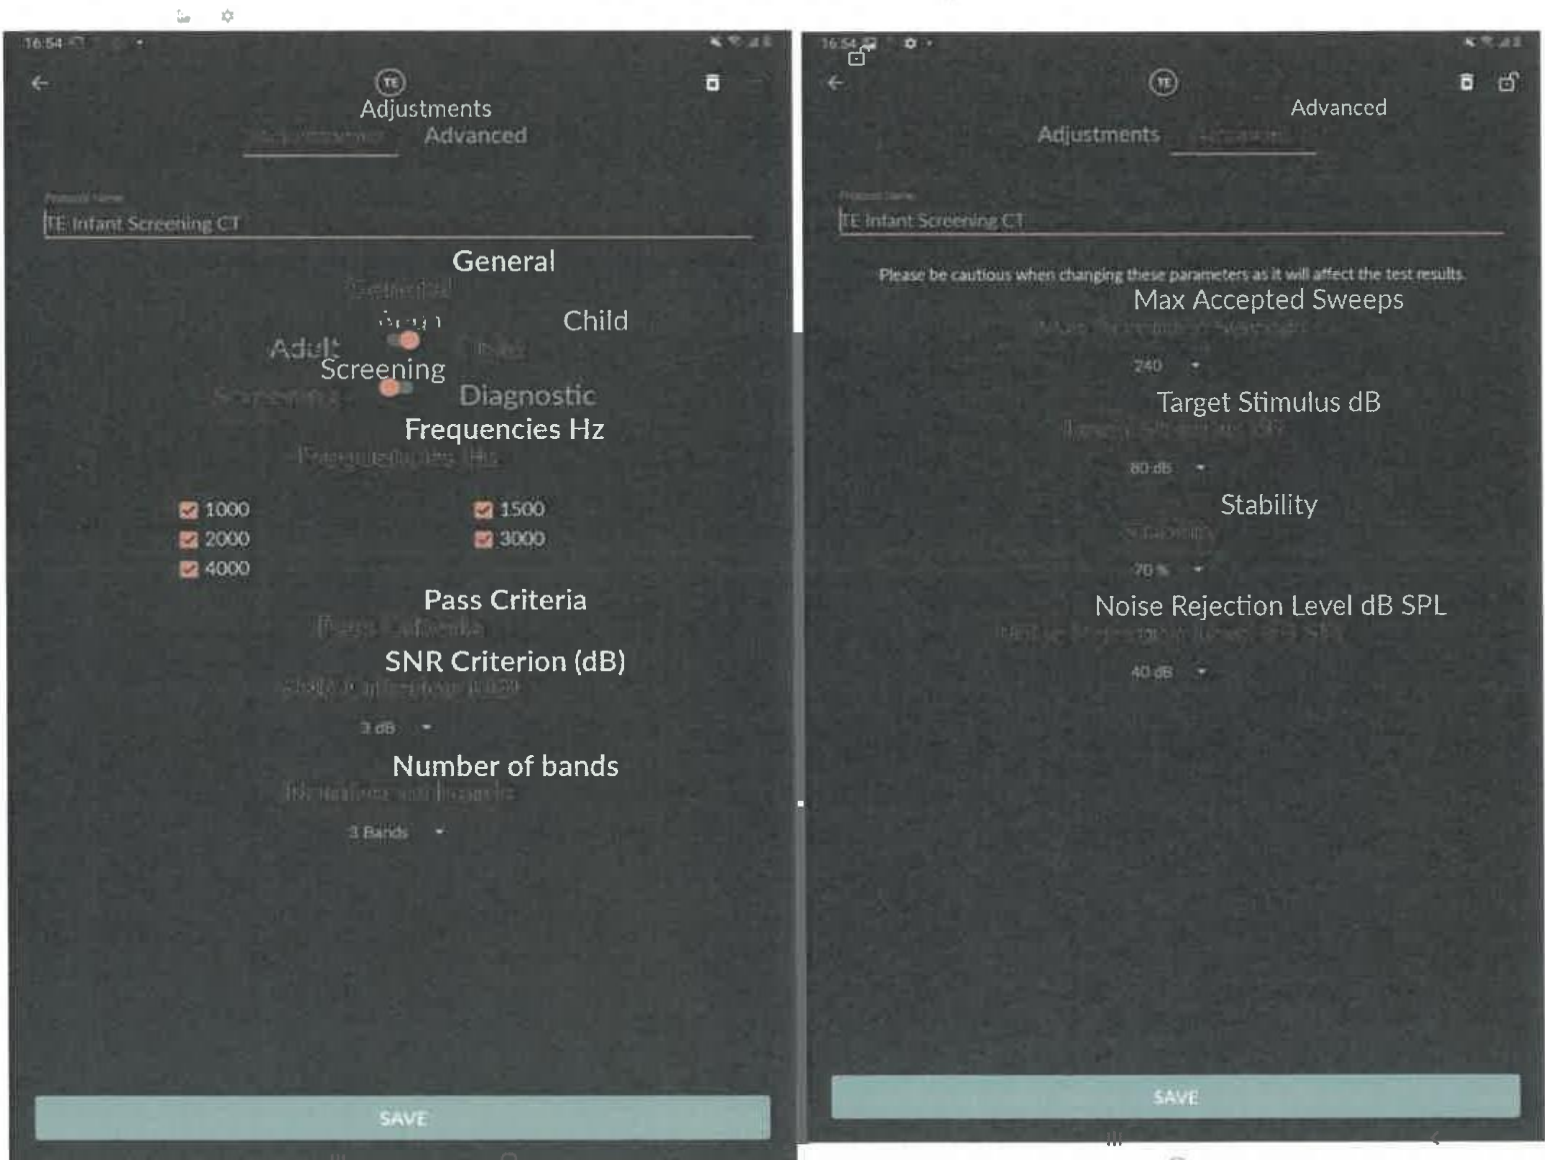 16:54
TE
Adjustments
Advanced
Protocol Name
TE Infant Screening CT
General
Child
Adult
Screening
Diagnostic
Frequencies Hz
1000
1500
2000
3000
4000
Pass Criteria
SNR Criterion (dB)
3 dB
Number of bands
3 Bands
SAVE
16:54
TE
Advanced
Adjustments
Protocol Name
TE Infant Screening CT
Please be cautious when changing these parameters as it will affect the test results.
Max Accepted Sweeps
240
Target Stimulus dB
80 dB
Stability
70 %
Noise Rejection Level dB SPL
40 dB
SAVE